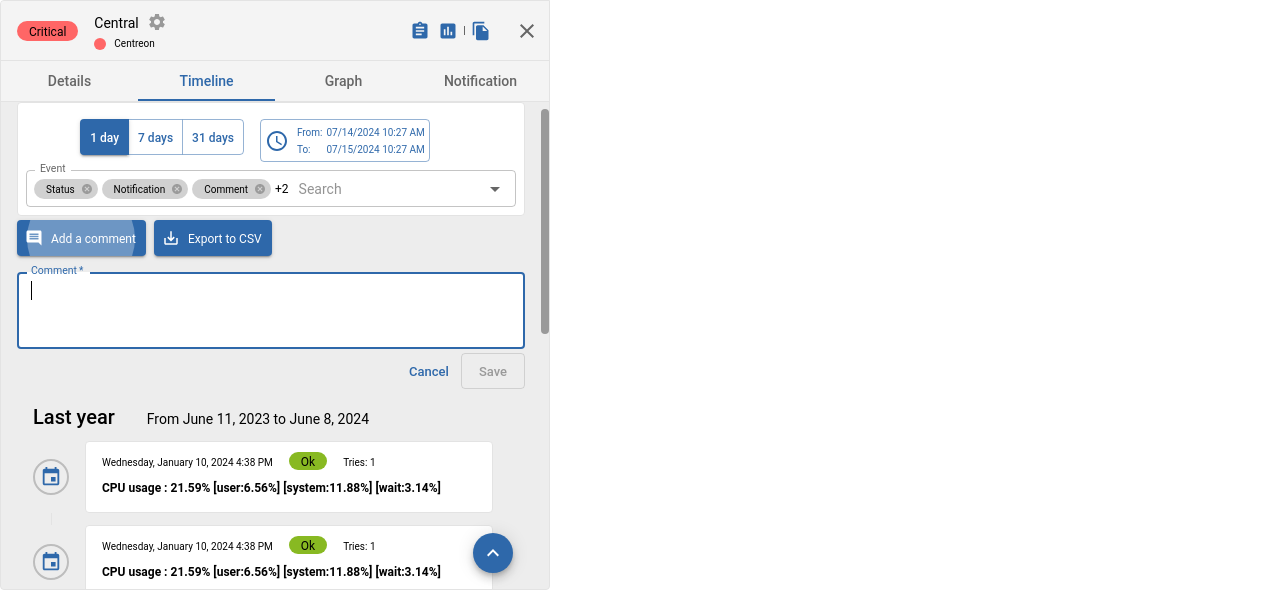 Critical
Central
Centreon
Details Timeline Graph Notification
1 day 7 days 31 days
From: 07/14/2024 10:27 AM
To: 07/15/2024 10:27 AM
Event
Status Notification Comment +2 Search
Add a comment Export to CSV
Comment *
Cancel Save
Last year From June 11, 2023 to June 8, 2024
Wednesday, January 10, 2024 4:38 PM Ok Tries: 1
CPU usage : 21.59% [user:6.56%] [system:11.88%] [wait:3.14%]
Wednesday, January 10, 2024 4:38 PM Ok Tries: 1
CPU usage : 21.59% [user:6.56%] [system:11.88%] [wait:3.14%]